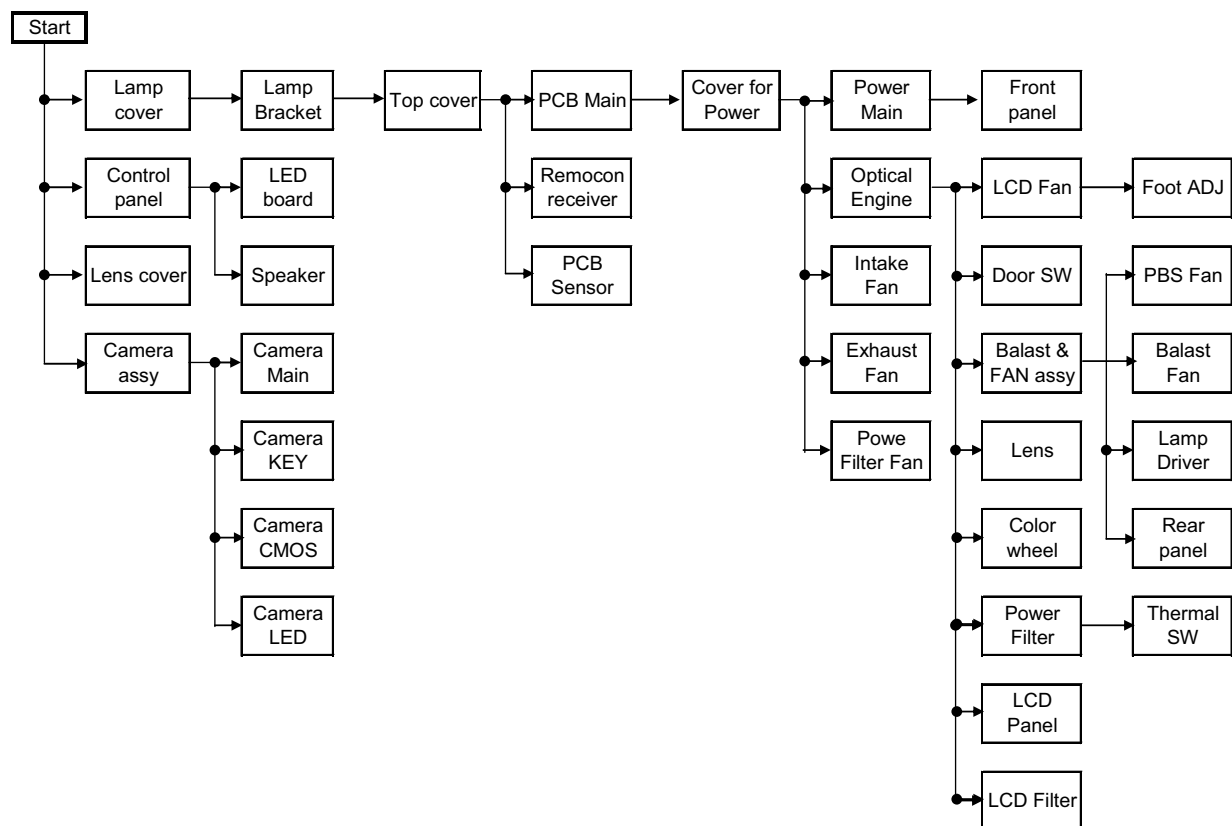 Start
Lamp
cover
Lamp
Bracket
Top cover
PCB Main
Cover for
Power
Power
Main
Front
panel
Control
panel
LED
board
Remocon
receiver
Optical
Engine
LCD Fan
Foot ADJ
Lens cover
Speaker
PCB
Sensor
Intake
Fan
Door SW
PBS Fan
Camera
assy
Camera
Main
Exhaust
Fan
Balast &
FAN assy
Balast
Fan
Camera
KEY
Powe
Filter Fan
Lens
Lamp
Driver
Camera
CMOS
Color
wheel
Rear
panel
Camera
LED
Power
Filter
Thermal
SW
LCD
Panel
LCD Filter